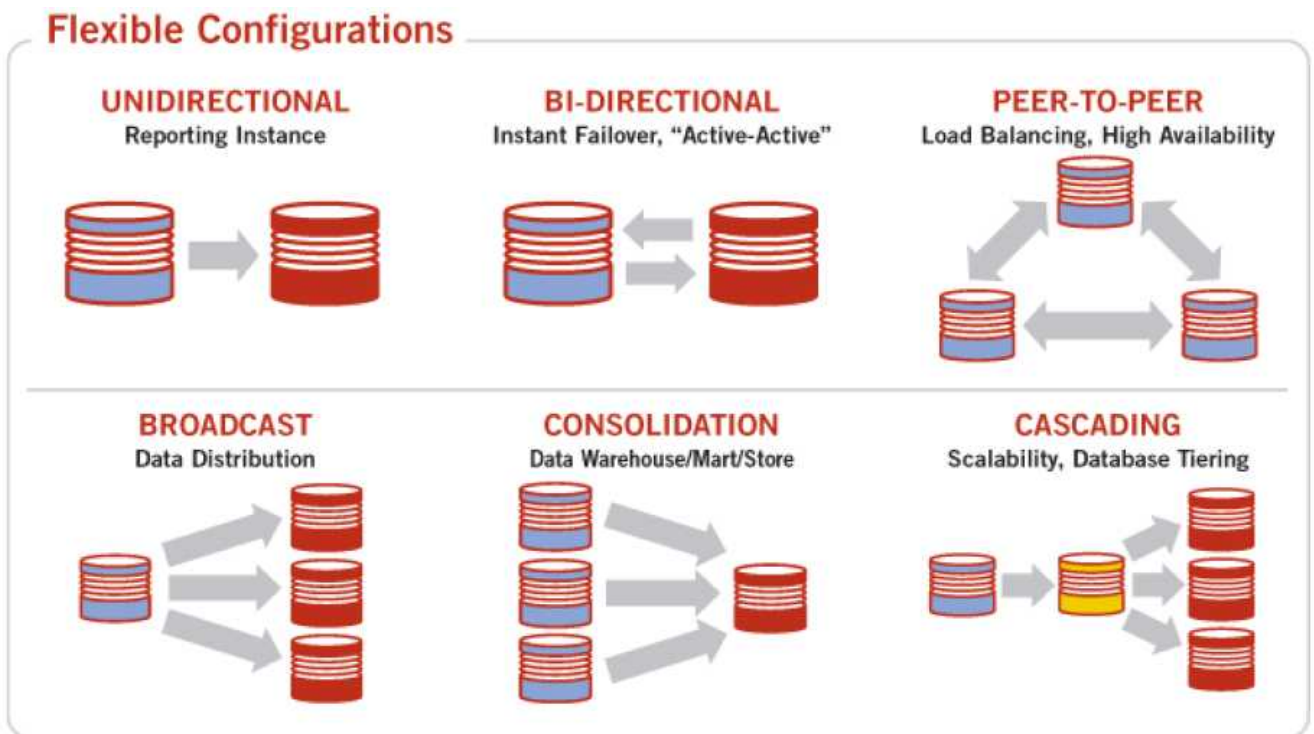 Flexible Configurations
UNIDIRECTIONAL
Reporting Instance
BI-DIRECTIONAL
Instant Failover, “Active-Active”
PEER-TO-PEER
Load Balancing, High Availability
BROADCAST
Data Distribution
CONSOLIDATION
Data Warehouse/Mart/Store
CASCADING
Scalability, Database Tiering